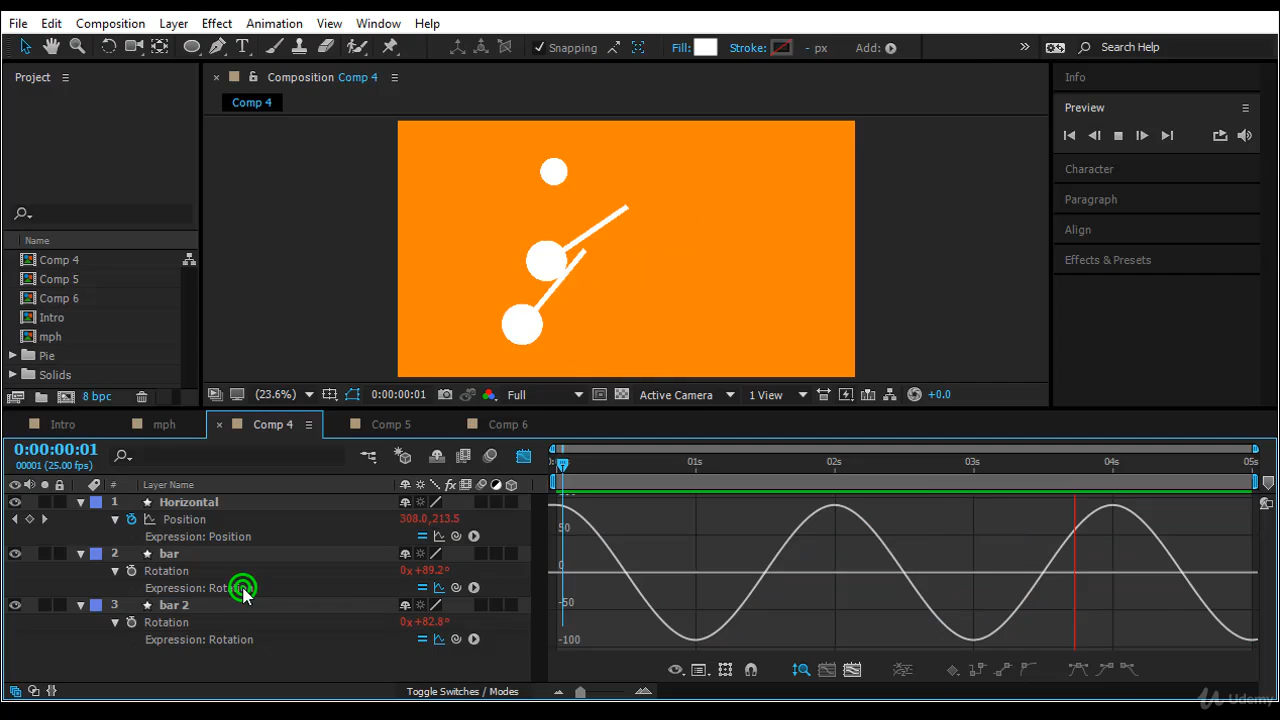 File Edit Composition Layer Effect Animation View Window Help
T Snapping Fill: Stroke: - px Add: » Search Help
Project × Composition Comp 4 Info
Comp 4 Preview
Character
Paragraph
Align
Effects & Presets
Name
Comp 4
Comp 5
Comp 6
Intro
mph
Pie
Solids
8 bpc (23.6%) 0:00:00:01 Full Active Camera 1 View +0.0
Intro mph × Comp 4 Comp 5 Comp 6
0:00:00:01
00001 (25.00 fps) 01s 02s 03s 04s 05s
# Layer Name fx
1 Horizontal
Position 308.0,213.5
Expression: Position
2 bar
Rotation 0x+89.2°
Expression: Rotation
3 bar 2
Rotation 0x+82.8°
Expression: Rotation
50
0
-50
-100
Toggle Switches / Modes
Udemy